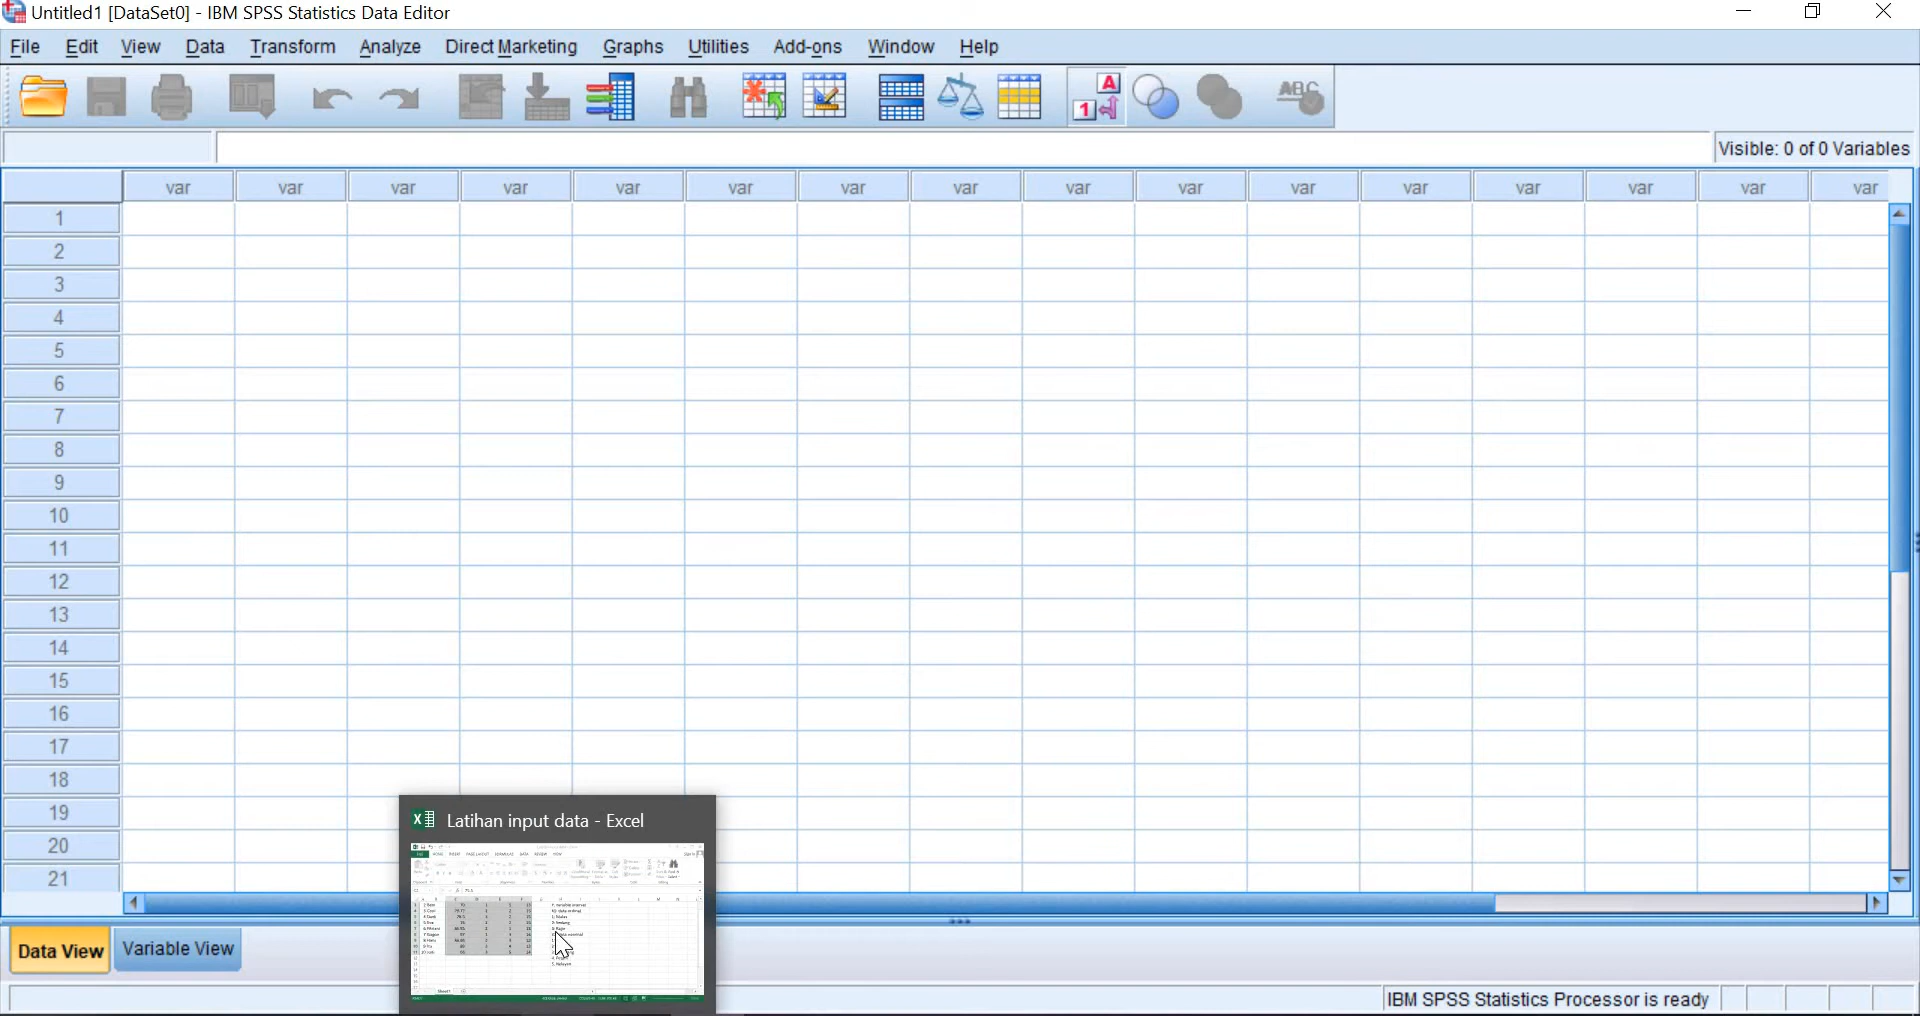 Untitled1 [DataSet0] - IBM SPSS Statistics Data Editor
File Edit View Data Transform Analyze Direct Marketing Graphs Utilities Add-ons Window Help
A
1
ABC
Visible: 0 of 0 Variables
var var var var var var var var var var var var var var var var
1
2
3
4
5
6
7
8
9
10
11
12
13
14
15
16
17
18
19
20
21
Latihan input data - Excel
Data View Variable View
IBM SPSS Statistics Processor is ready